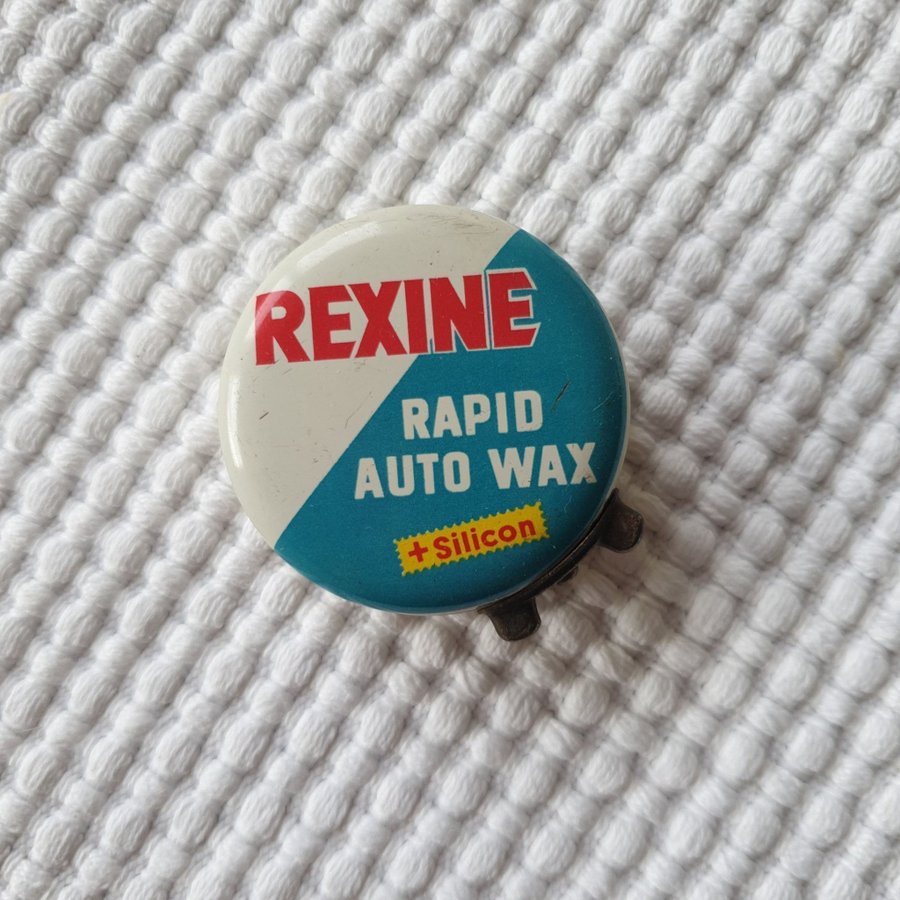 REXINE
RAPID
AUTO WAX
+Silicon